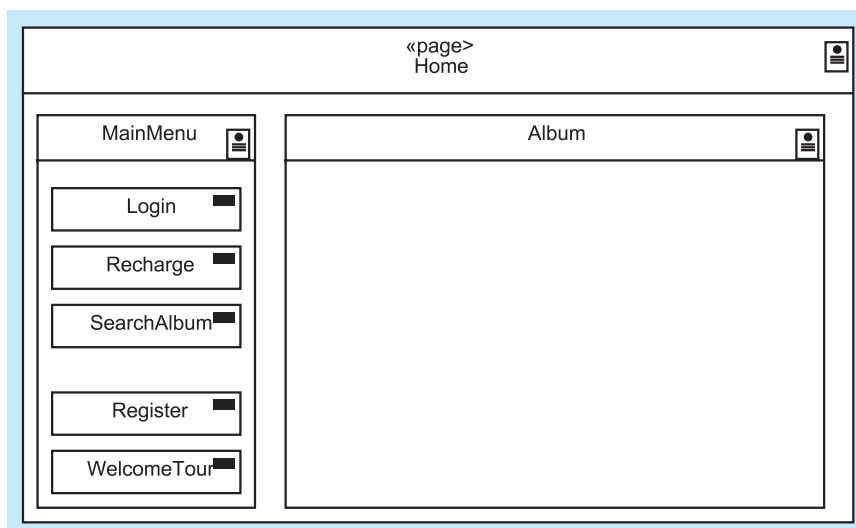 «page>
Home
MainMenu
Album
Login
Recharge
SearchAlbum
Register
WelcomeTour